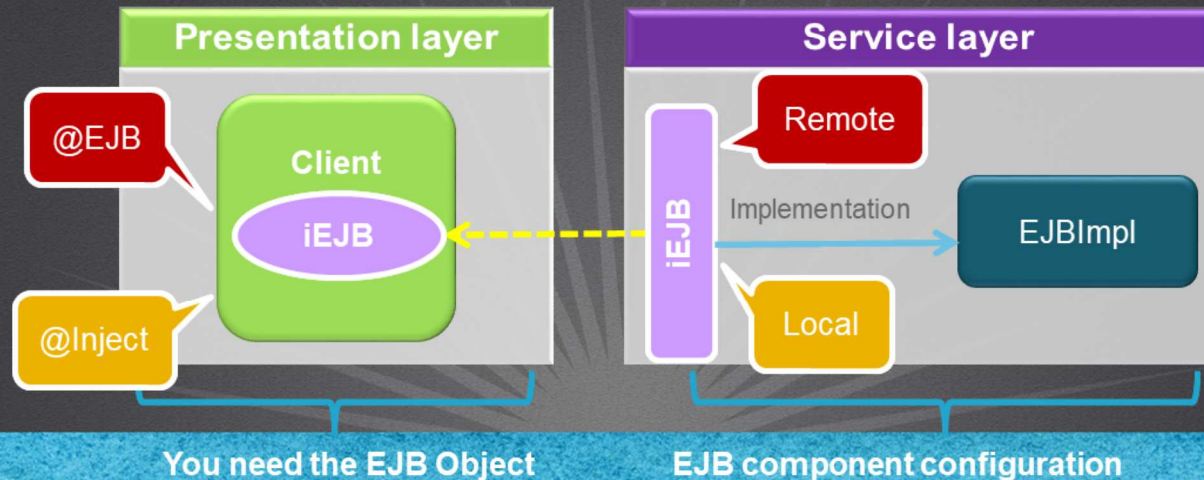 Presentation layer
@EJB
Client
iEJB
@Inject
Service layer
Remote
iEJB
Implementation
EJBImpl
Local
You need the EJB Object
EJB component configuration